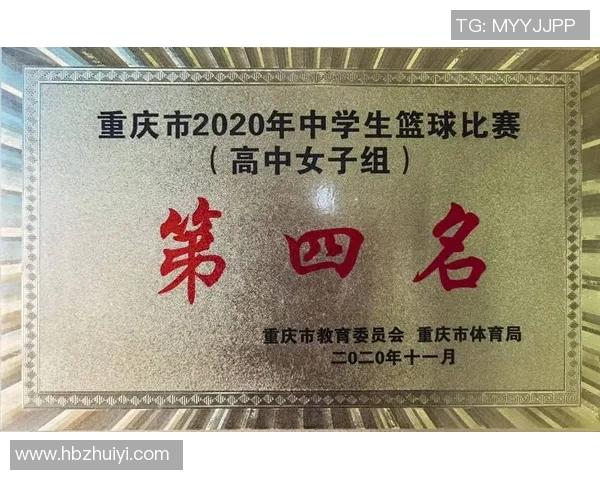 TG: MYYJJPP
重庆市2020年中学生篮球比赛
（高中女子组）
第四名
重庆市教育委员会 重庆市体育局
二0二0年十一月
www.hbzhuiyi.com